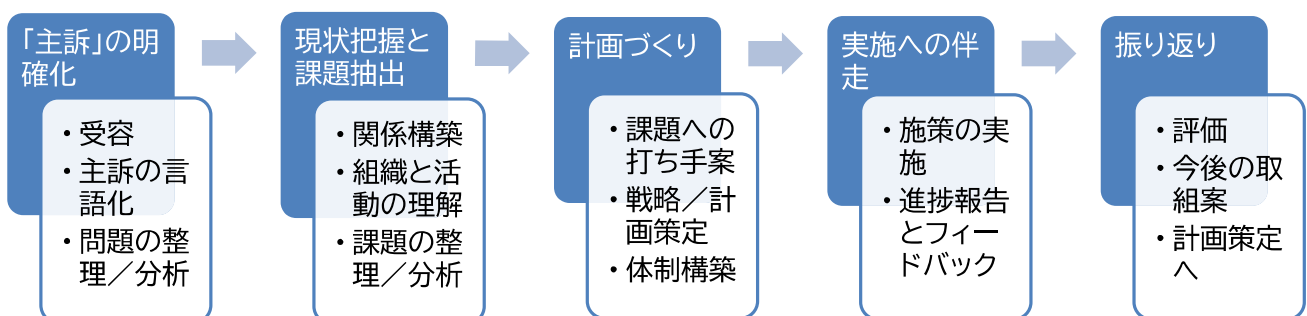 「主訴」の明
確化
・受容
・主訴の言
語化
・問題の整
理／分析
現状把握と
課題抽出
・関係構築
・組織と活
動の理解
・課題の整
理／分析
計画づくり
・課題への
打ち手案
・戦略／計
画策定
・体制構築
実施への伴
走
・施策の実
施
・進捗報告
とフィー
ドバック
振り返り
・評価
・今後の取
組案
・計画策定
へ